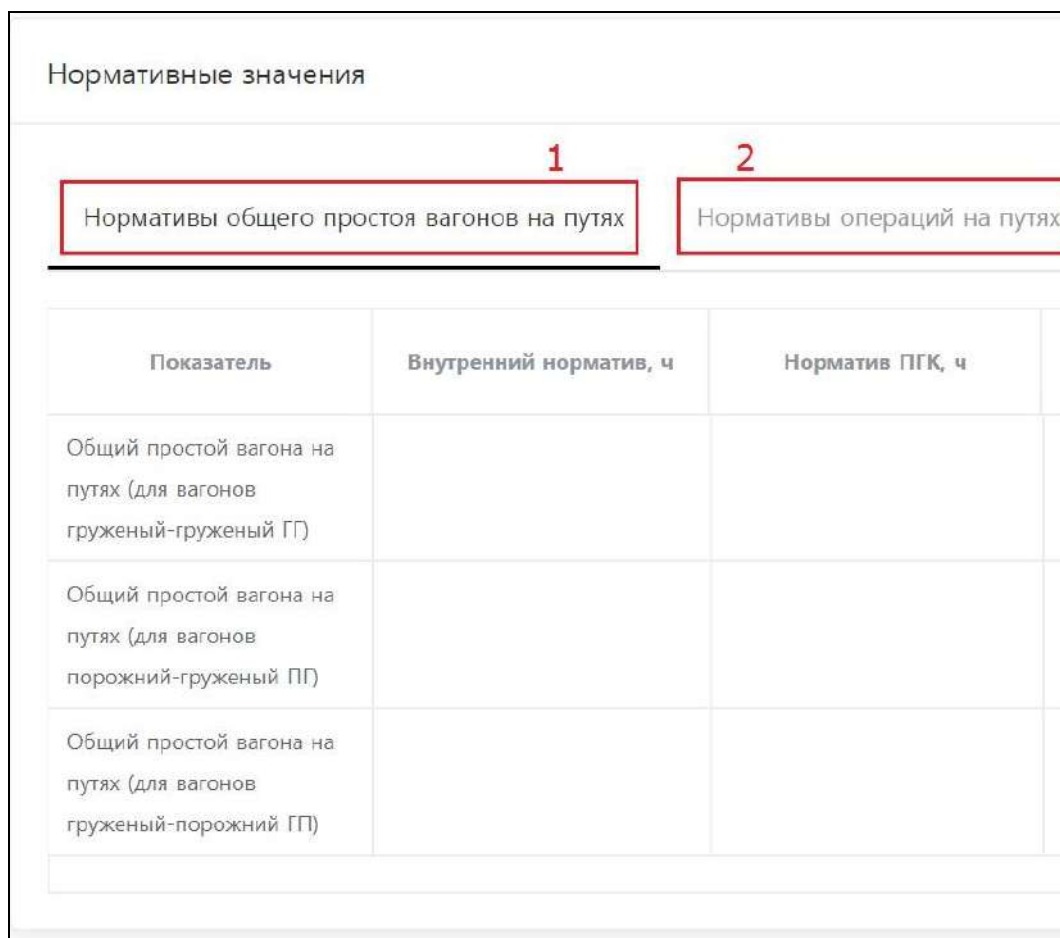 Нормативные значения
1 2
Нормативы общего простоя вагонов на путях Нормативы операций на путях
Показатель Внутренний норматив, ч Норматив ПГК, ч
Общий простой вагона на
путях (для вагонов
груженый-груженый ГГ)
Общий простой вагона на
путях (для вагонов
порожний-груженый ПГ)
Общий простой вагона на
путях (для вагонов
груженый-порожний ГП)